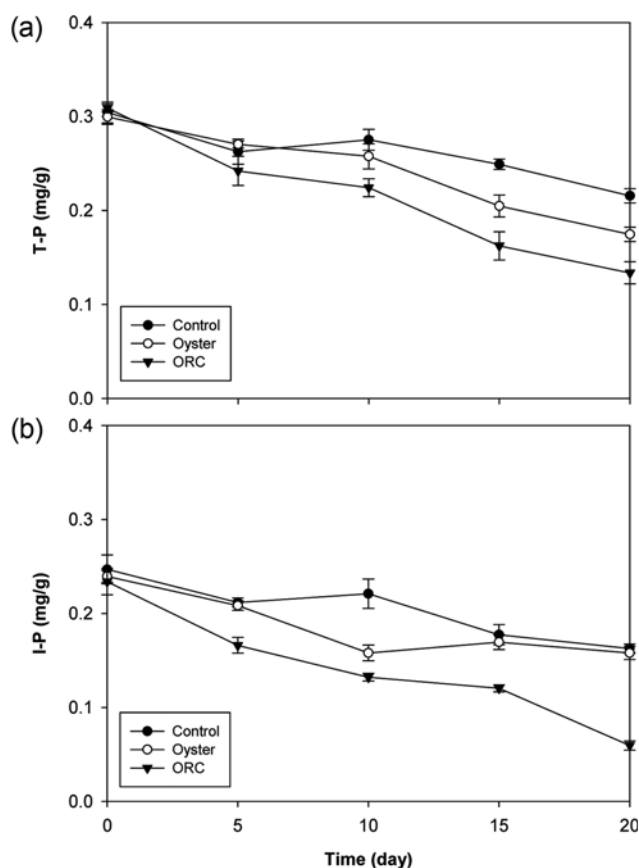 (a)
0.4
0.3
0.2
0.1
0.0
T-P (mg/g)
Control
Oyster
ORC
(b)
0.4
0.3
0.2
0.1
0.0
I-P (mg/g)
Control
Oyster
ORC
0 5 10 15 20
Time (day)